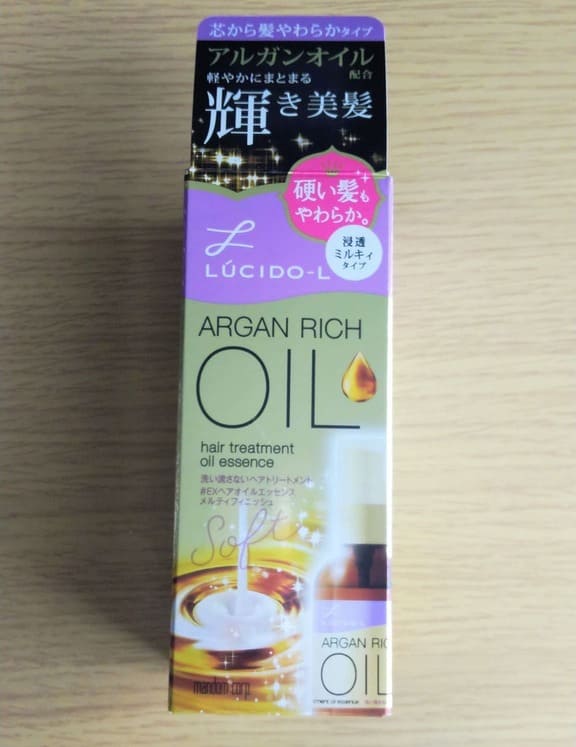 芯から髪やわらかタイプ
アルガンオイル
配合
軽やかにまとまる
輝き美髪
硬い髪も
やわらか。
浸透
ミルキィ
タイプ
LÚCIDO-L
ARGAN RICH
OIL
hair treatment
oil essence
洗い流さないヘアトリートメント
#EXヘアオイルエッセンス
メルティフィニッシュ
Soft
ARGAN RIC
OIL
mandom corp.